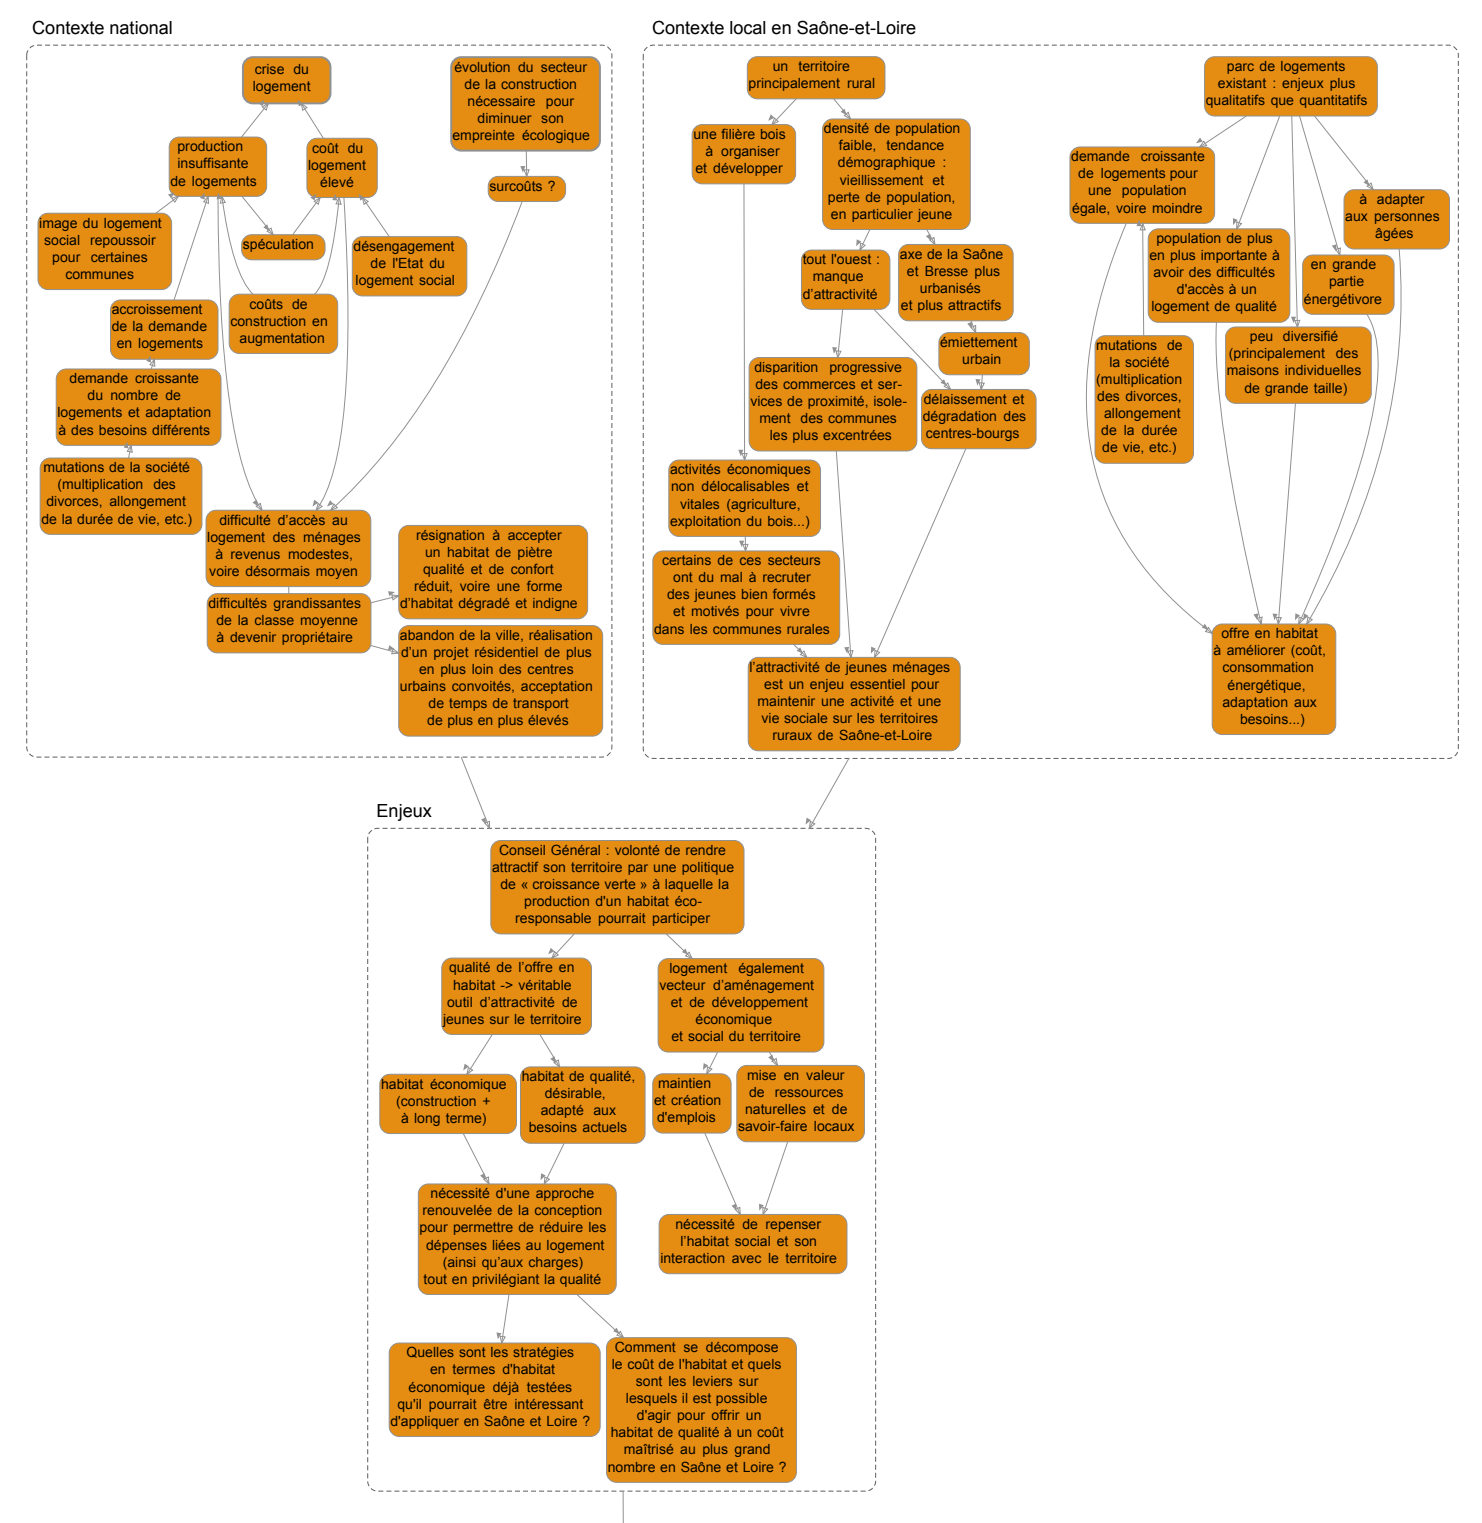 Contexte national
crise du
logement
évolution du secteur
de la construction
nécessaire pour
diminuer son
empreinte écologique
production
insuffisante
de logements
coût du
logement
élevé
surcoûts ?
image du logement
social repoussoir
pour certaines
communes
spéculation
désengagement
de l'Etat du
logement social
accroissement
de la demande
en logements
coûts de
construction en
augmentation
demande croissante
du nombre de
logements et adaptation
à des besoins différents
mutations de la société
(multiplication des
divorces, allongement
de la durée de vie, etc.)
difficulté d'accès au
logement des ménages
à revenus modestes,
voire désormais moyen
difficultés grandissantes
de la classe moyenne
à devenir propriétaire
résignation à accepter
un habitat de piètre
qualité et de confort
réduit, voire une forme
d'habitat dégradé et indigne
abandon de la ville, réalisation
d'un projet résidentiel de plus
en plus loin des centres
urbains convoités, acceptation
de temps de transport
de plus en plus élevés
Contexte local en Saône-et-Loire
un territoire
principalement rural
une filière bois
à organiser
et développer
densité de population
faible, tendance
démographique :
vieillissement et
perte de population,
en particulier jeune
tout l'ouest :
manque
d'attractivité
axe de la Saône
et Bresse plus
urbanisés
et plus attractifs
émiettement
urbain
disparition progressive
des commerces et ser-
vices de proximité, isole-
ment des communes
les plus excentrées
délaissement et
dégradation des
centres-bourgs
activités économiques
non délocalisables et
vitales (agriculture,
exploitation du bois...)
certains de ces secteurs
ont du mal à recruter
des jeunes bien formés
et motivés pour vivre
dans les communes rurales
l'attractivité de jeunes ménages
est un enjeu essentiel pour
maintenir une activité et une
vie sociale sur les territoires
ruraux de Saône-et-Loire
parc de logements
existant : enjeux plus
qualitatifs que quantitatifs
demande croissante
de logements pour
une population
égale, voire moindre
population de plus
en plus importante à
avoir des difficultés
d'accès à un
logement de qualité
à adapter
aux personnes
âgées
en grande
partie
énergétivore
mutations de
la société
(multiplication
des divorces,
allongement
de la durée
de vie, etc.)
peu diversifié
(principalement des
maisons individuelles
de grande taille)
offre en habitat
à améliorer (coût,
consommation
énergétique,
adaptation aux
besoins...)
Enjeux
Conseil Général : volonté de rendre
attractif son territoire par une politique
de « croissance verte » à laquelle la
production d'un habitat éco-
responsable pourrait participer
qualité de l'offre en
habitat -> véritable
outil d'attractivité de
jeunes sur le territoire
logement également
vecteur d'aménagement
et de développement
économique
et social du territoire
habitat économique
(construction +
à long terme)
habitat de qualité,
désirable,
adapté aux
besoins actuels
maintien
et création
d'emplois
mise en valeur
de ressources
naturelles et de
savoir-faire locaux
nécessité d'une approche
renouvelée de la conception
pour permettre de réduire les
dépenses liées au logement
(ainsi qu'aux charges)
tout en privilégiant la qualité
nécessité de repenser
l'habitat social et son
interaction avec le territoire
Quelles sont les stratégies
en termes d'habitat
économique déjà testées
qu'il pourrait être intéressant
d'appliquer en Saône et Loire ?
Comment se décompose
le coût de l'habitat et quels
sont les leviers sur
lesquels il est possible
d'agir pour offrir un
habitat de qualité à un coût
maîtrisé au plus grand
nombre en Saône et Loire ?